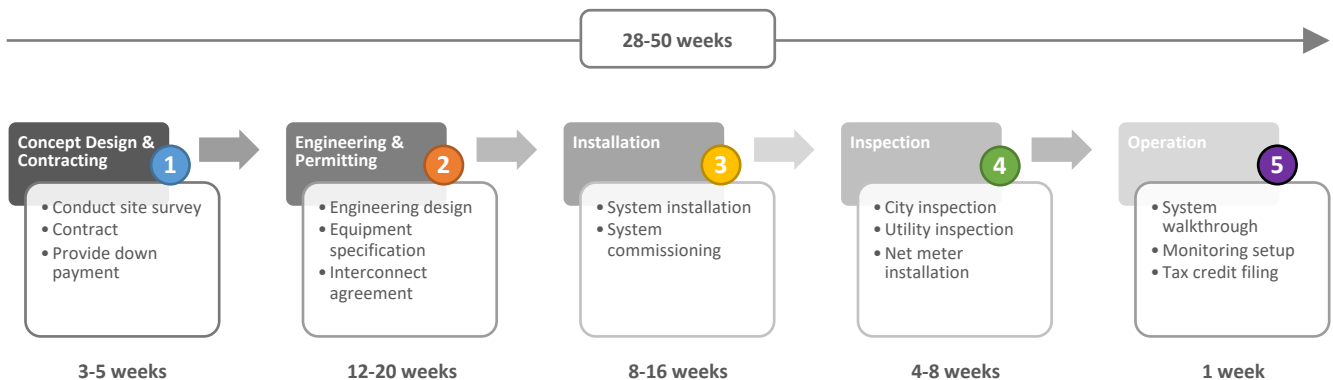 28-50 weeks
Concept Design &
Contracting
1
• Conduct site survey
• Contract
• Provide down
payment
3-5 weeks
Engineering &
Permitting
2
• Engineering design
• Equipment
specification
• Interconnect
agreement
12-20 weeks
Installation
3
• System installation
• System
commissioning
8-16 weeks
Inspection
4
• City inspection
• Utility inspection
• Net meter
installation
4-8 weeks
Operation
5
• System
walkthrough
• Monitoring setup
• Tax credit filing
1 week